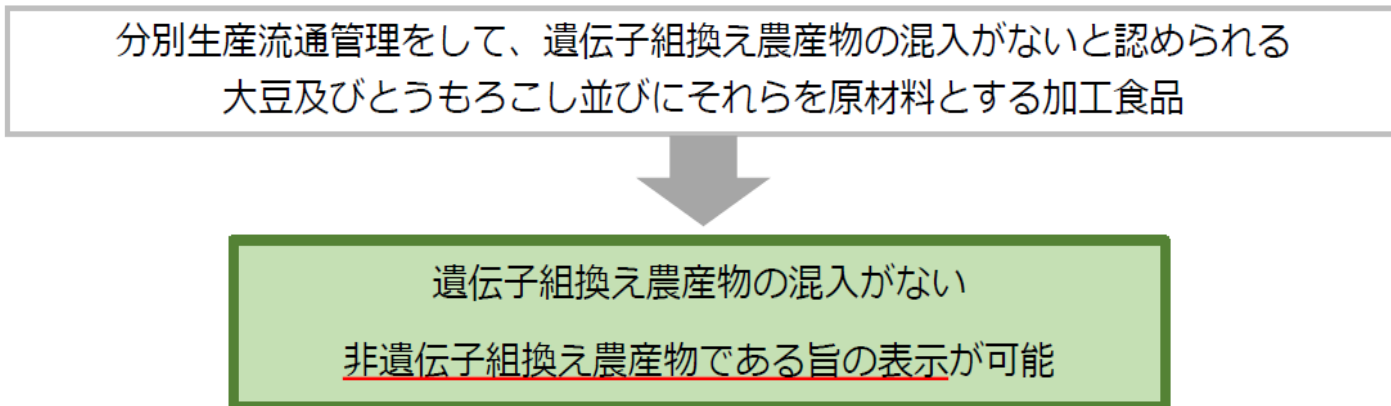 分別生産流通管理をして、遺伝子組換え農産物の混入がないと認められる
大豆及びとうもろこし並びにそれらを原材料とする加工食品
遺伝子組換え農産物の混入がない
非遺伝子組換え農産物である旨の表示が可能